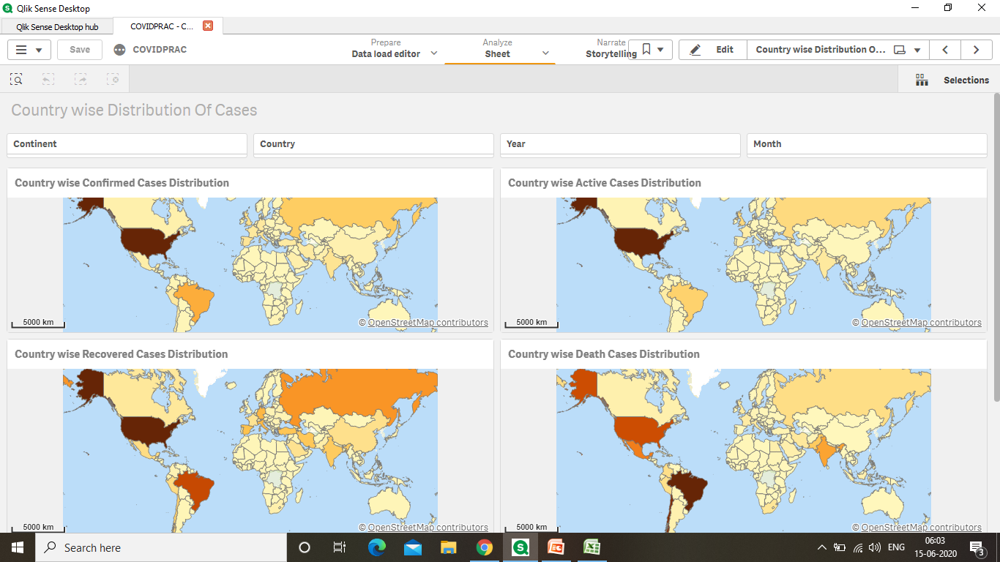 Qlik Sense Desktop
Qlik Sense Desktop hub
COVIDPRAC - C...
Save
COVIDPRAC
Prepare
Data load editor
Analyze
Sheet
Narrate
Storytelling
Edit
Country wise Distribution O...
Selections
Country wise Distribution Of Cases
Continent
Country
Year
Month
Country wise Confirmed Cases Distribution
Country wise Active Cases Distribution
5000 km
© OpenStreetMap contributors
5000 km
© OpenStreetMap contributors
Country wise Recovered Cases Distribution
Country wise Death Cases Distribution
5000 km
© OpenStreetMap contributors
5000 km
© OpenStreetMap contributors
Search here
ENG
06:03
15-06-2020
3